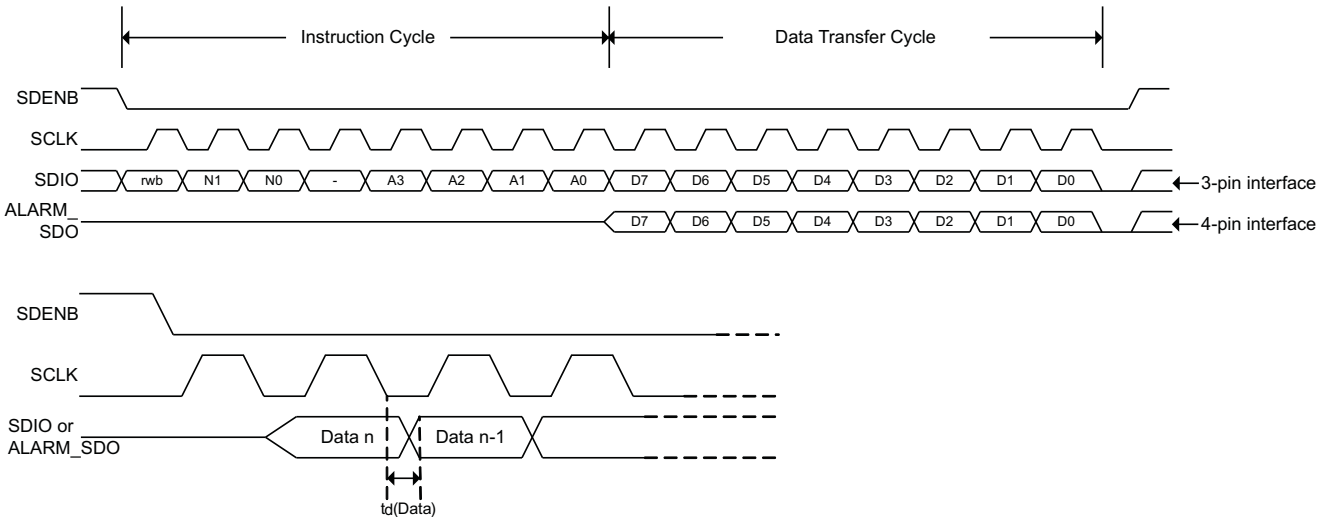 Instruction Cycle Data Transfer Cycle
SDENB
SCLK
SDIO rwb N1 N0 - A3 A2 A1 A0 D7 D6 D5 D4 D3 D2 D1 D0 3-pin interface
ALARM_
SDO D7 D6 D5 D4 D3 D2 D1 D0 4-pin interface
SDENB
SCLK
SDIO or
ALARM_SDO Data n Data n-1
td(Data)